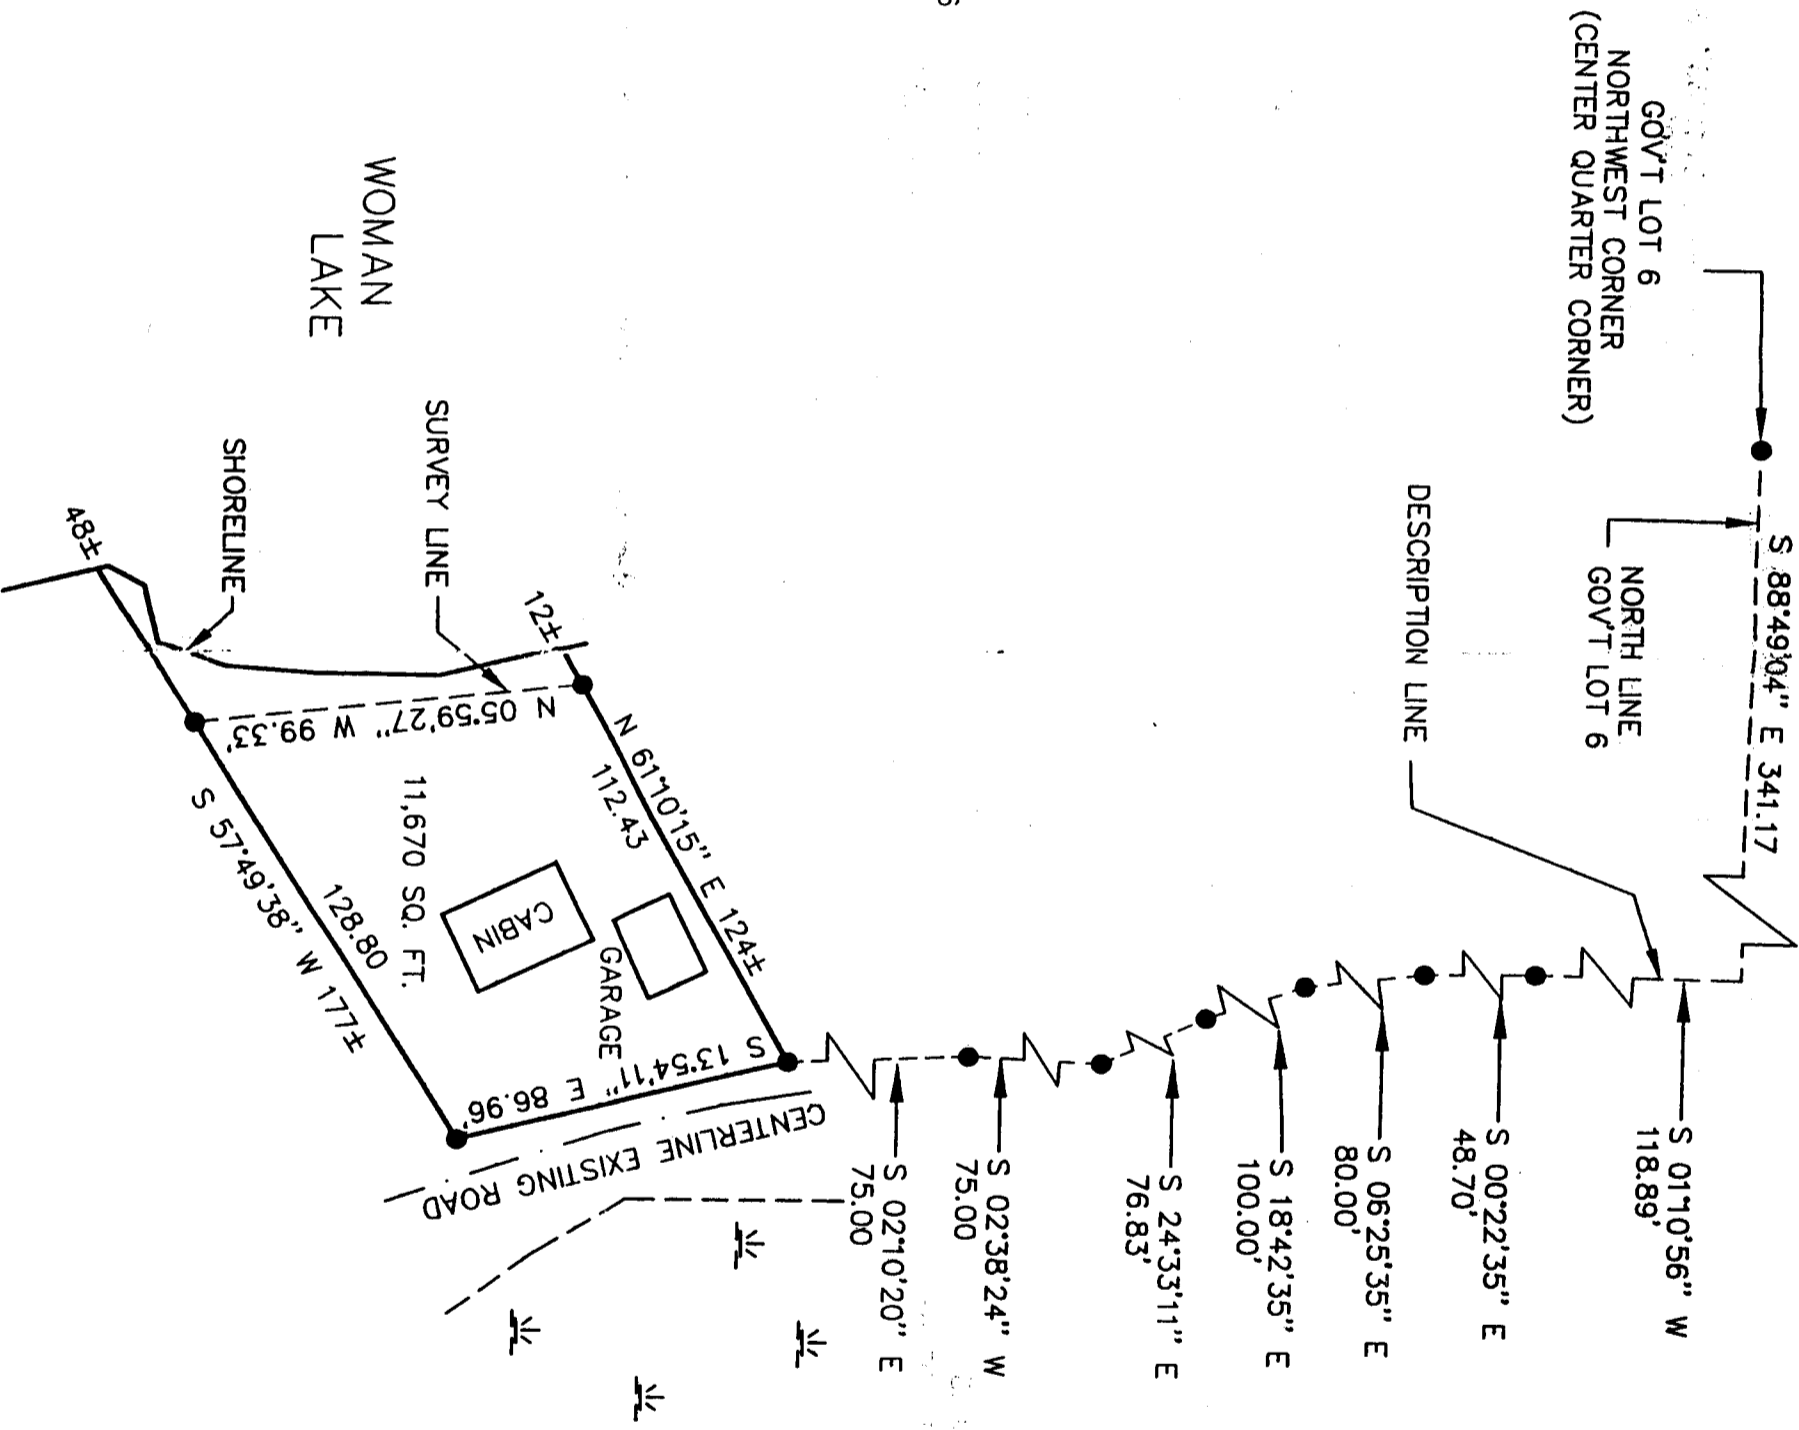 GOV'T LOT 6
NORTHWEST CORNER
(CENTER QUARTER CORNER)
S 88°49'04" E 341.17
NORTH LINE
GOV'T LOT 6
DESCRIPTION LINE
S 01°10'56" W
118.89'
S 00°22'35" E
48.70'
S 06°25'35" E
80.00'
S 18°42'35" E
100.00'
S 24°33'11" E
76.83'
S 02°38'24" W
75.00
S 02°10'20" E
75.00
WOMAN
LAKE
SURVEY LINE
SHORELINE
12±
48±
N 61°10'15" E 124±
112.43
N 05°59'27" W 99.33'
GARAGE
CABIN
11,670 SQ. FT.
S 13°54'11" E 86.96'
128.80
S 57°49'38" W 177±
CENTERLINE EXISTING ROAD